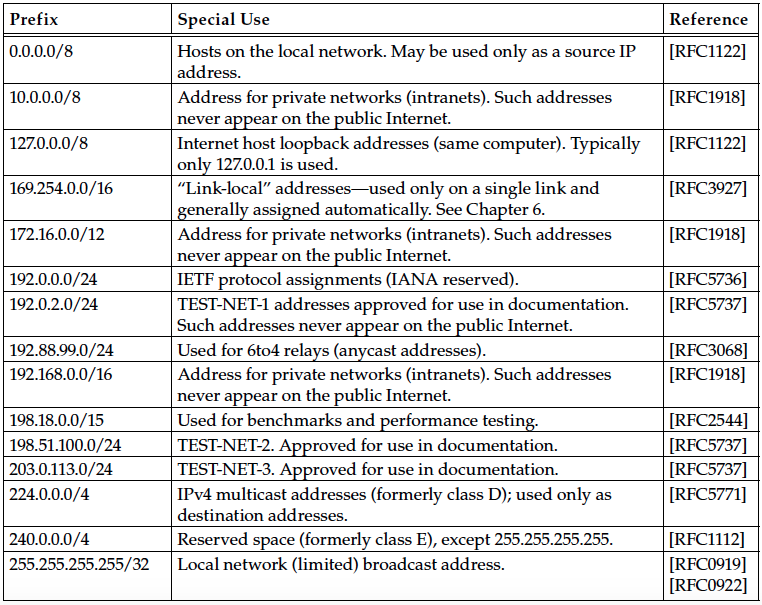 Prefix Special Use Reference
0.0.0.0/8 Hosts on the local network. May be used only as a source IP [RFC1122]
address.
10.0.0.0/8 Address for private networks (intranets). Such addresses [RFC1918]
never appear on the public Internet.
127.0.0.0/8 Internet host loopback addresses (same computer). Typically [RFC1122]
only 127.0.0.1 is used.
169.254.0.0/16 “Link-local” addresses—used only on a single link and [RFC3927]
generally assigned automatically. See Chapter 6.
172.16.0.0/12 Address for private networks (intranets). Such addresses [RFC1918]
never appear on the public Internet.
192.0.0.0/24 IETF protocol assignments (IANA reserved). [RFC5736]
192.0.2.0/24 TEST-NET-1 addresses approved for use in documentation. [RFC5737]
Such addresses never appear on the public Internet.
192.88.99.0/24 Used for 6to4 relays (anycast addresses). [RFC3068]
192.168.0.0/16 Address for private networks (intranets). Such addresses [RFC1918]
never appear on the public Internet.
198.18.0.0/15 Used for benchmarks and performance testing. [RFC2544]
198.51.100.0/24 TEST-NET-2. Approved for use in documentation. [RFC5737]
203.0.113.0/24 TEST-NET-3. Approved for use in documentation. [RFC5737]
224.0.0.0/4 IPv4 multicast addresses (formerly class D); used only as [RFC5771]
destination addresses.
240.0.0.0/4 Reserved space (formerly class E), except 255.255.255.255. [RFC1112]
255.255.255.255/32 Local network (limited) broadcast address. [RFC0919]
[RFC0922]